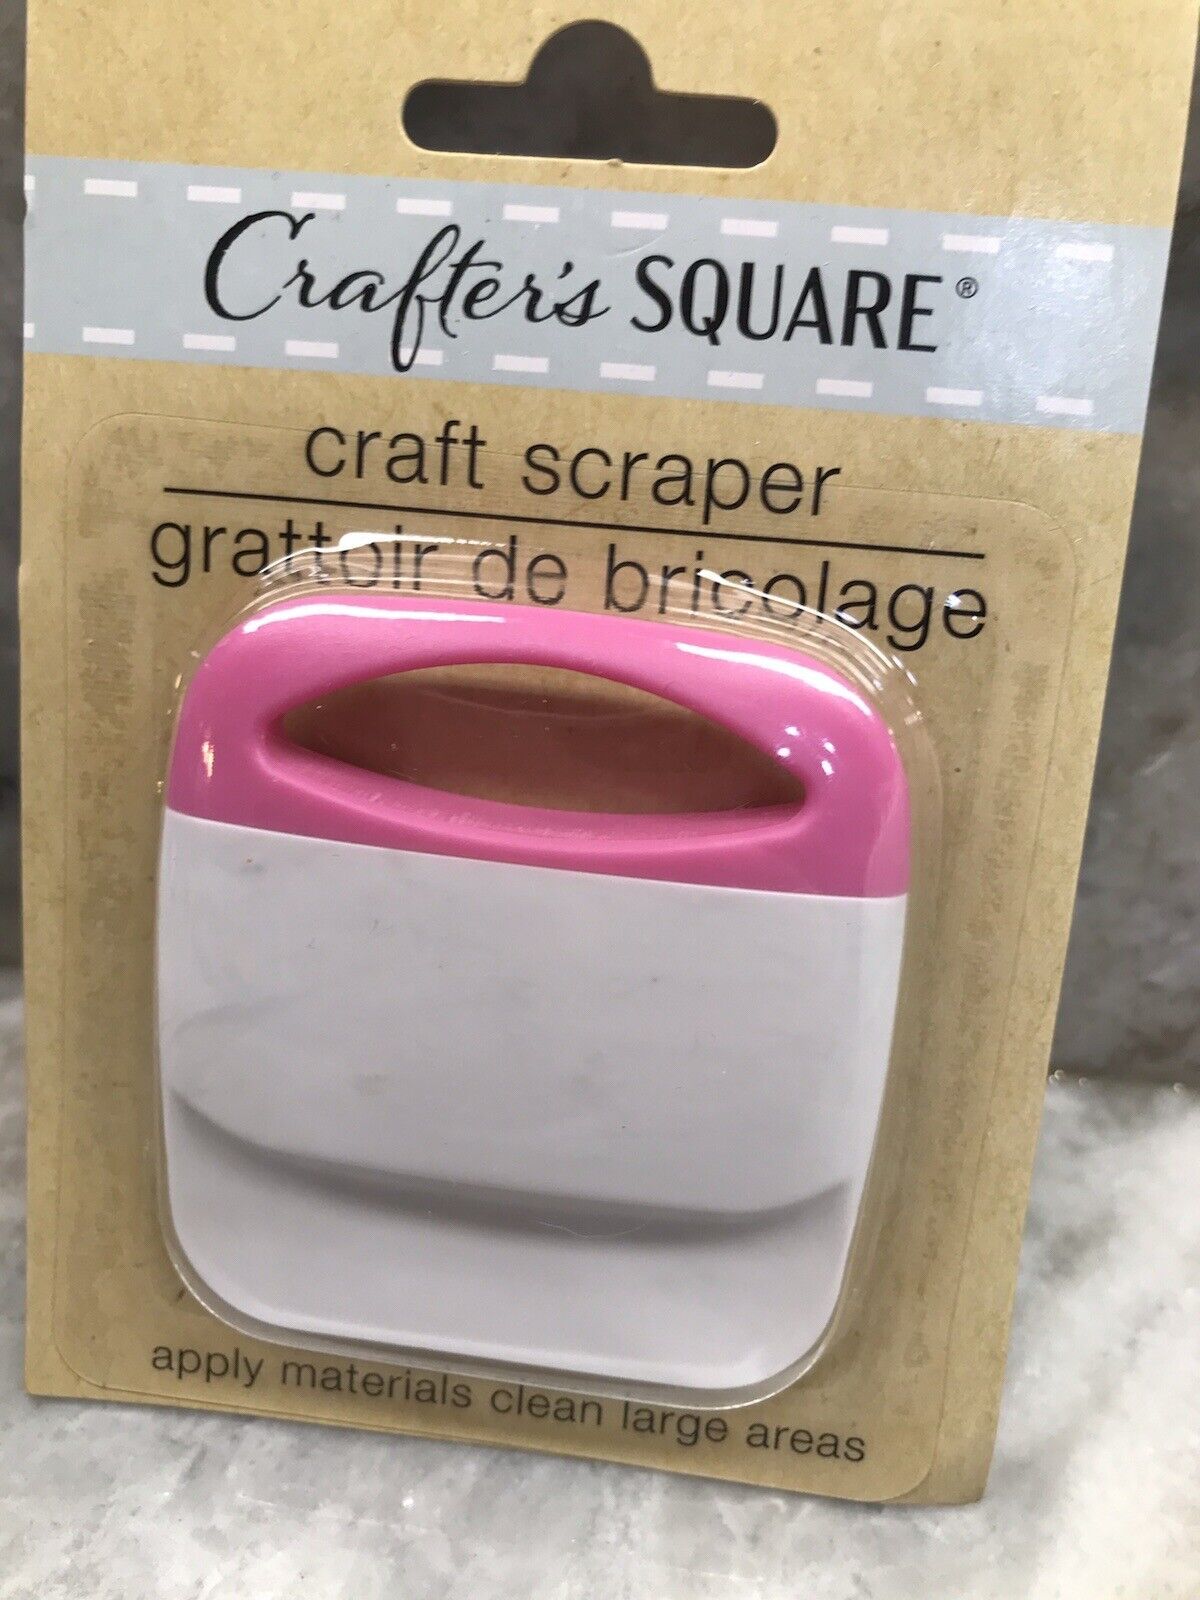 Crafter's SQUARE®
craft scraper
grattoir de bricolage
apply materials clean large areas